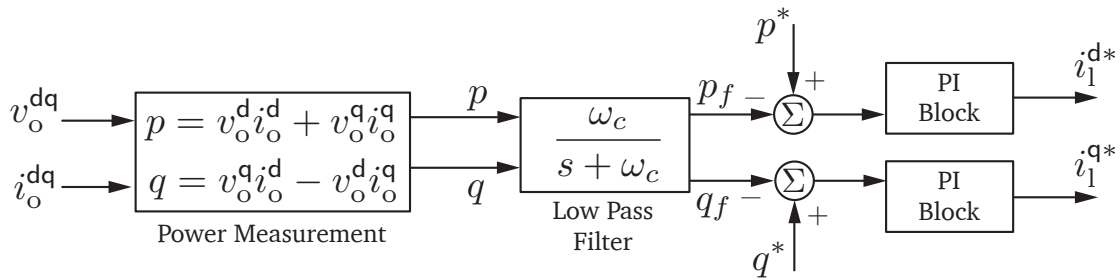 p*
v_o^dq
p = v_o^d i_o^d + v_o^q i_o^q
p
ω_c
s + ω_c
p_f −
+
Σ
PI
Block
i_l^d*
i_o^dq
q = v_o^q i_o^d − v_o^d i_o^q
q
q_f −
Σ
+
PI
Block
i_l^q*
Power Measurement
Low Pass
Filter
q*